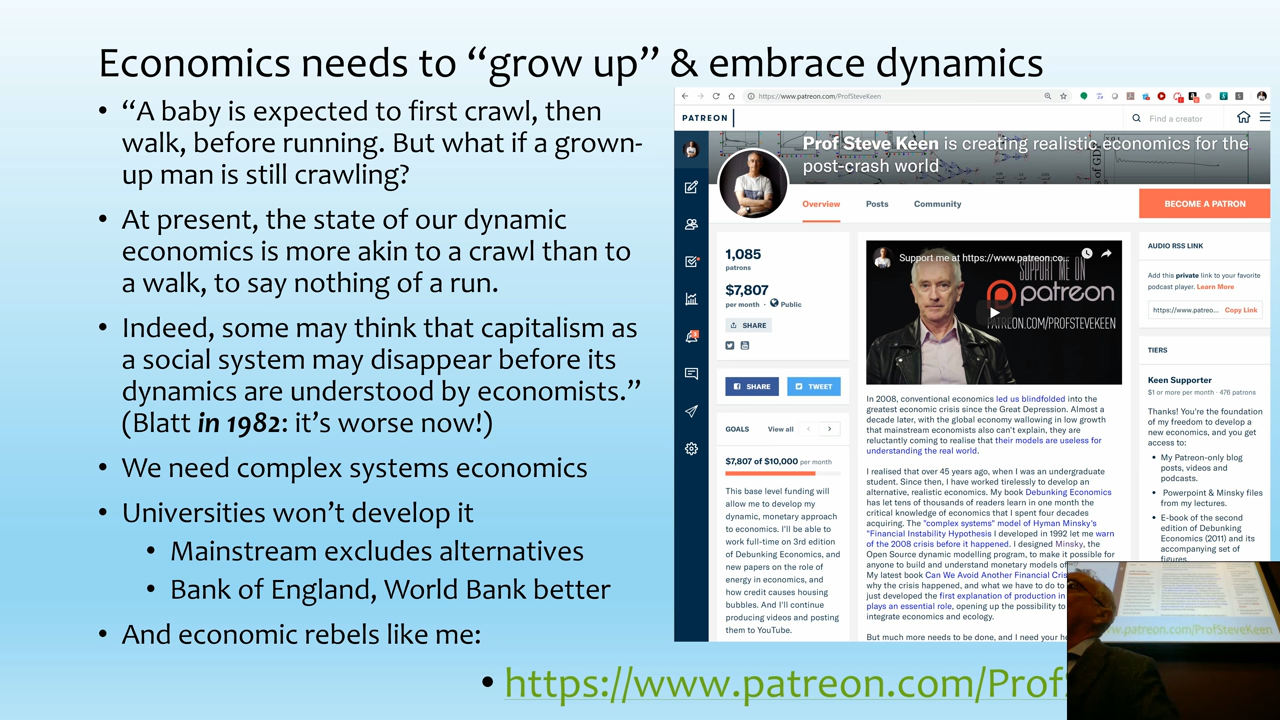 Economics needs to “grow up” & embrace dynamics
• “A baby is expected to first crawl, then
walk, before running. But what if a grown-
up man is still crawling?
• At present, the state of our dynamic
economics is more akin to a crawl than to
a walk, to say nothing of a run.
• Indeed, some may think that capitalism as
a social system may disappear before its
dynamics are understood by economists.”
(Blatt in 1982: it’s worse now!)
• We need complex systems economics
• Universities won’t develop it
• Mainstream excludes alternatives
• Bank of England, World Bank better
• And economic rebels like me:
• https://www.patreon.com/Prof
https://www.patreon.com/ProfSteveKeen
PATREON
Find a creator
Prof Steve Keen is creating realistic economics for the
post-crash world
Overview Posts Community
BECOME A PATRON
1,085
patrons
$7,807
per month · Public
SHARE
SHARE TWEET
GOALS View all
$7,807 of $10,000 per month
This base level funding will
allow me to develop my
dynamic, monetary approach
to economics. I'll be able to
work full-time on 3rd edition
of Debunking Economics, and
new papers on the role of
energy in economics, and
how credit causes housing
bubbles. And I'll continue
producing videos and posting
them to YouTube.
Support me at https://www.patreon.co...
SUPPORT ME ON
patreon
PATREON.COM/PROFSTEVEKEEN
In 2008, conventional economics led us blindfolded into the
greatest economic crisis since the Great Depression. Almost a
decade later, with the global economy wallowing in low growth
that mainstream economists also can't explain, they are
reluctantly coming to realise that their models are useless for
understanding the real world.
I realised that over 45 years ago, when I was an undergraduate
student. Since then, I have worked tirelessly to develop an
alternative, realistic economics. My book Debunking Economics
has let tens of thousands of readers learn in one month the
critical knowledge of economics that I spent four decades
acquiring. The "complex systems" model of Hyman Minsky's
"Financial Instability Hypothesis I developed in 1992 let me warn
of the 2008 crisis before it happened. I designed Minsky, the
Open Source dynamic modelling program, to make it possible for
anyone to build and understand monetary models of
My latest book Can We Avoid Another Financial Cris
why the crisis happened, and what we have to do to
just developed the first explanation of production in
plays an essential role, opening up the possibility to
integrate economics and ecology.
But much more needs to be done, and I need your he
AUDIO RSS LINK
Add this private link to your favorite
podcast player. Learn More
https://www.patreo... Copy Link
TIERS
Keen Supporter
$1 or more per month · 476 patrons
Thanks! You're the foundation
of my freedom to develop a
new economics, and you get
access to:
• My Patreon-only blog
posts, videos and
podcasts.
• Powerpoint & Minsky files
from my lectures.
• E-book of the second
edition of Debunking
Economics (2011) and its
accompanying set of
figures.
w.patreon.com/ProfSteveKeen